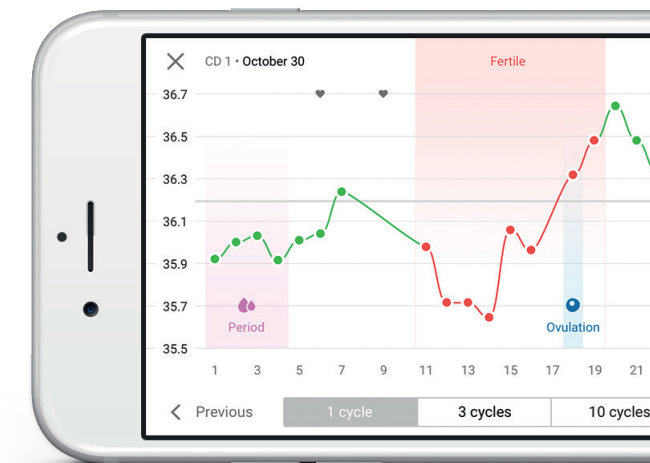 CD 1 • October 30
Fertile
36.7
36.5
36.3
36.1
35.9
35.7
35.5
Period
Ovulation
1 3 5 7 9 11 13 15 17 19 21
Previous
1 cycle
3 cycles
10 cycles